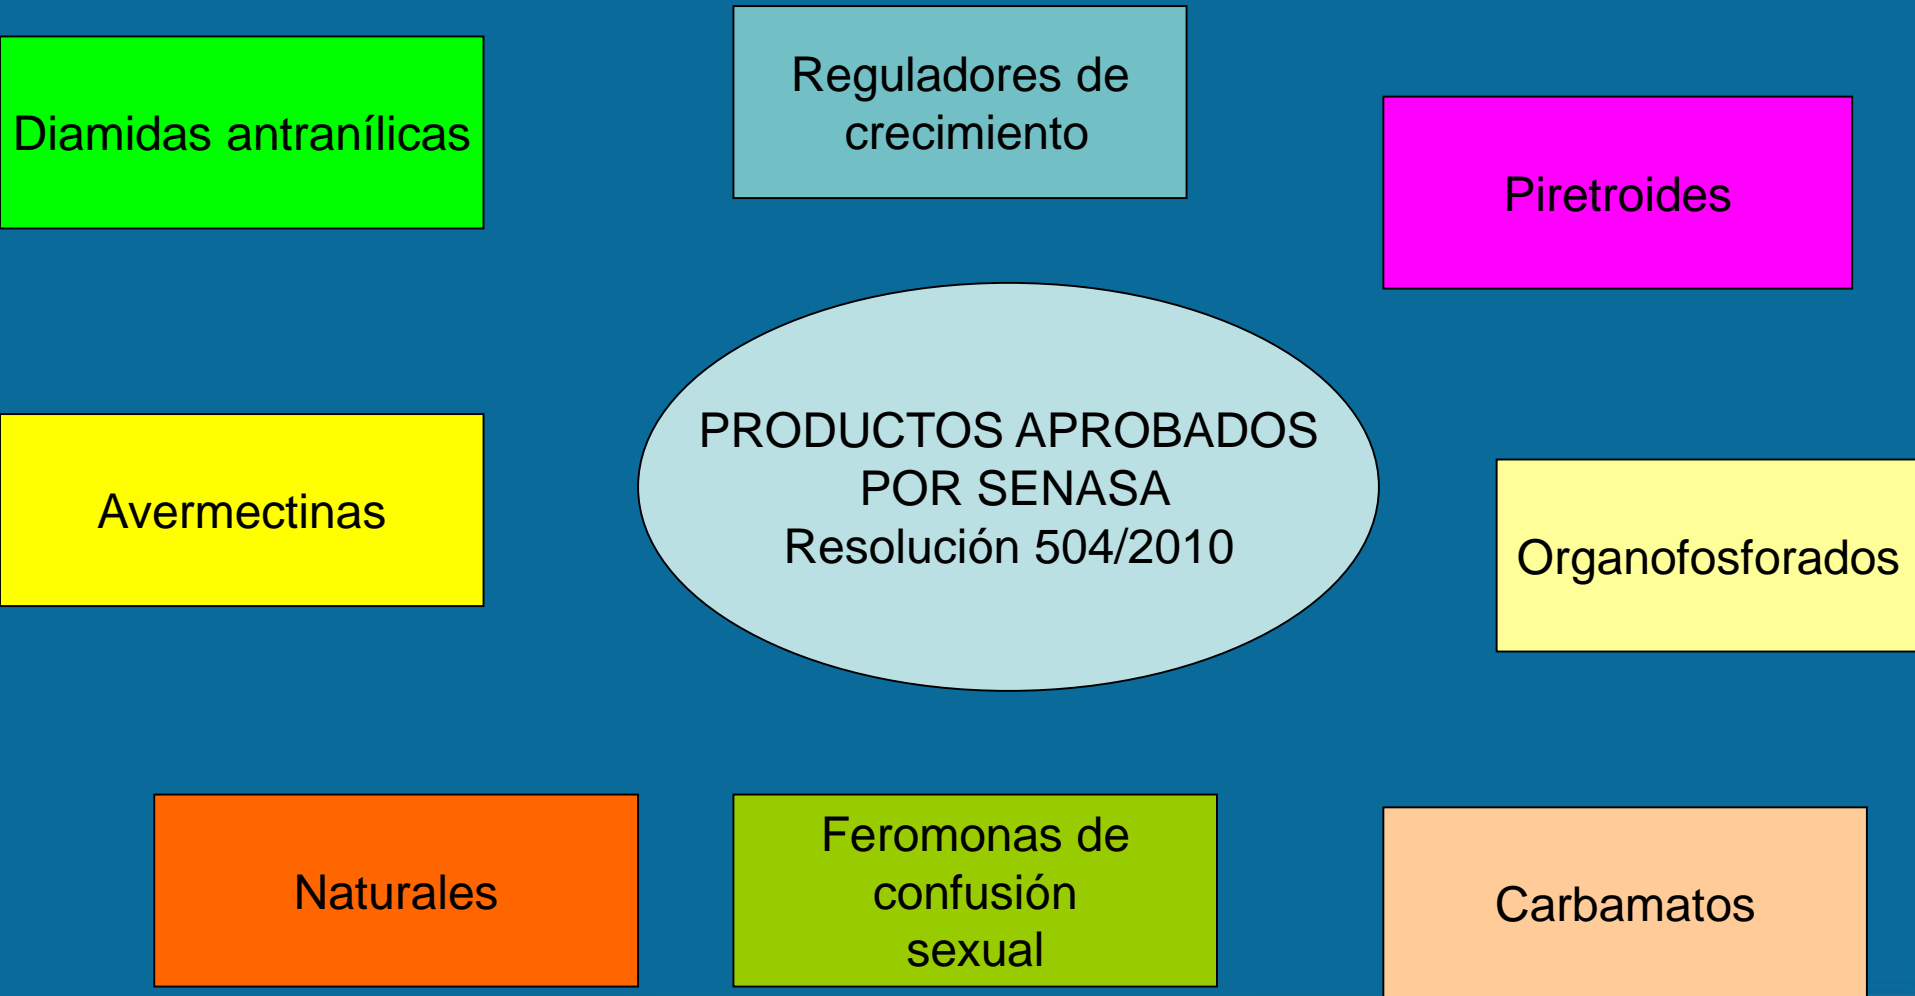 Reguladores de
crecimiento
Diamidas antranílicas
Piretroides
PRODUCTOS APROBADOS
POR SENASA
Resolución 504/2010
Avermectinas
Organofosforados
Naturales
Feromonas de
confusión
sexual
Carbamatos